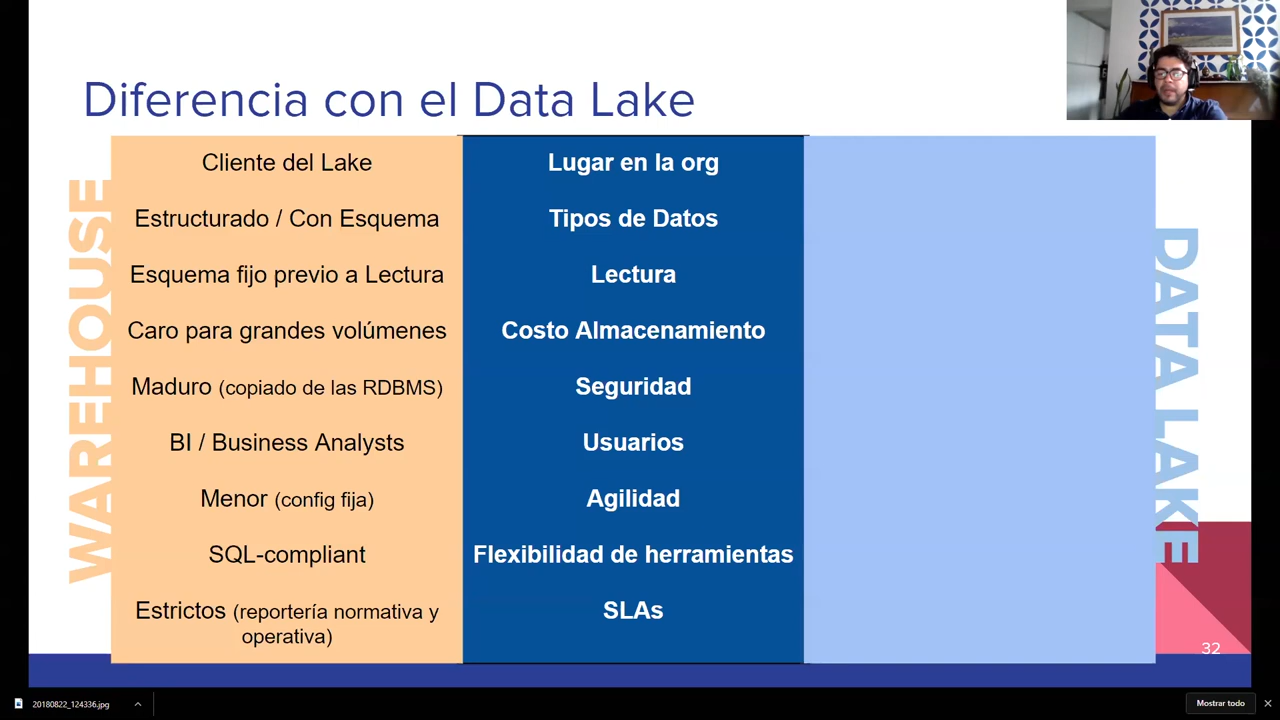 Diferencia con el Data Lake
WAREHOUSE
Cliente del Lake
Lugar en la org
Estructurado / Con Esquema
Tipos de Datos
Esquema fijo previo a Lectura
Lectura
Caro para grandes volúmenes
Costo Almacenamiento
Maduro (copiado de las RDBMS)
Seguridad
BI / Business Analysts
Usuarios
Menor (config fija)
Agilidad
SQL-compliant
Flexibilidad de herramientas
Estrictos (reportería normativa y
operativa)
SLAs
DATA LAKE
32
20180822_124336.jpg
Mostrar todo